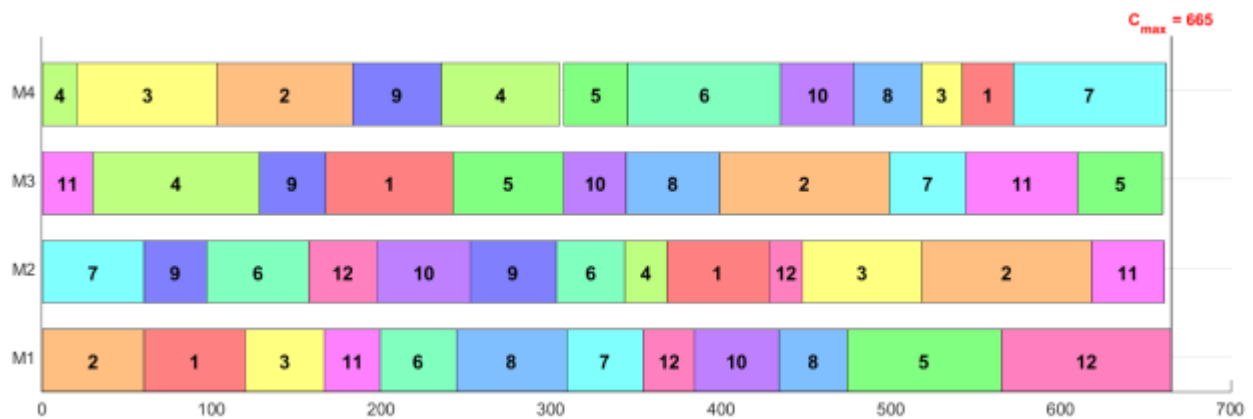 C_max = 665
M4 4 3 2 9 4 5 6 10 8 3 1 7
M3 11 4 9 1 5 10 8 2 7 11 5
M2 7 9 6 12 10 9 6 4 1 12 3 2 11
M1 2 1 3 11 6 8 7 12 10 8 5 12
0 100 200 300 400 500 600 700